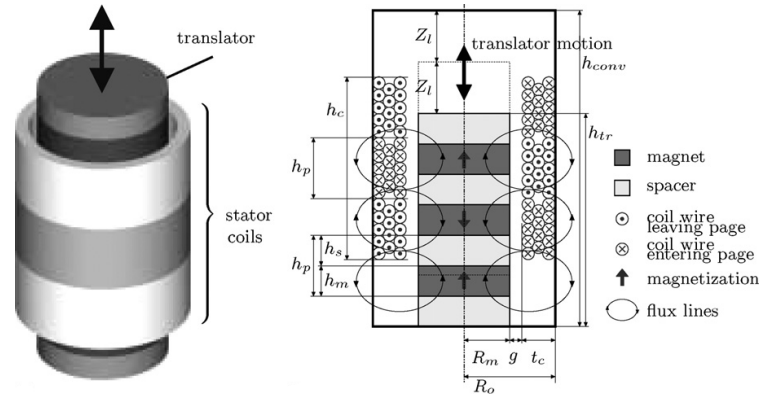 translator
stator
coils
Z_l
translator motion
h_conv
Z_l
h_c
h_tr
h_p
h_s
h_p
h_m
R_m g t_c
R_o
magnet
spacer
coil wire
leaving page
coil wire
entering page
magnetization
flux lines